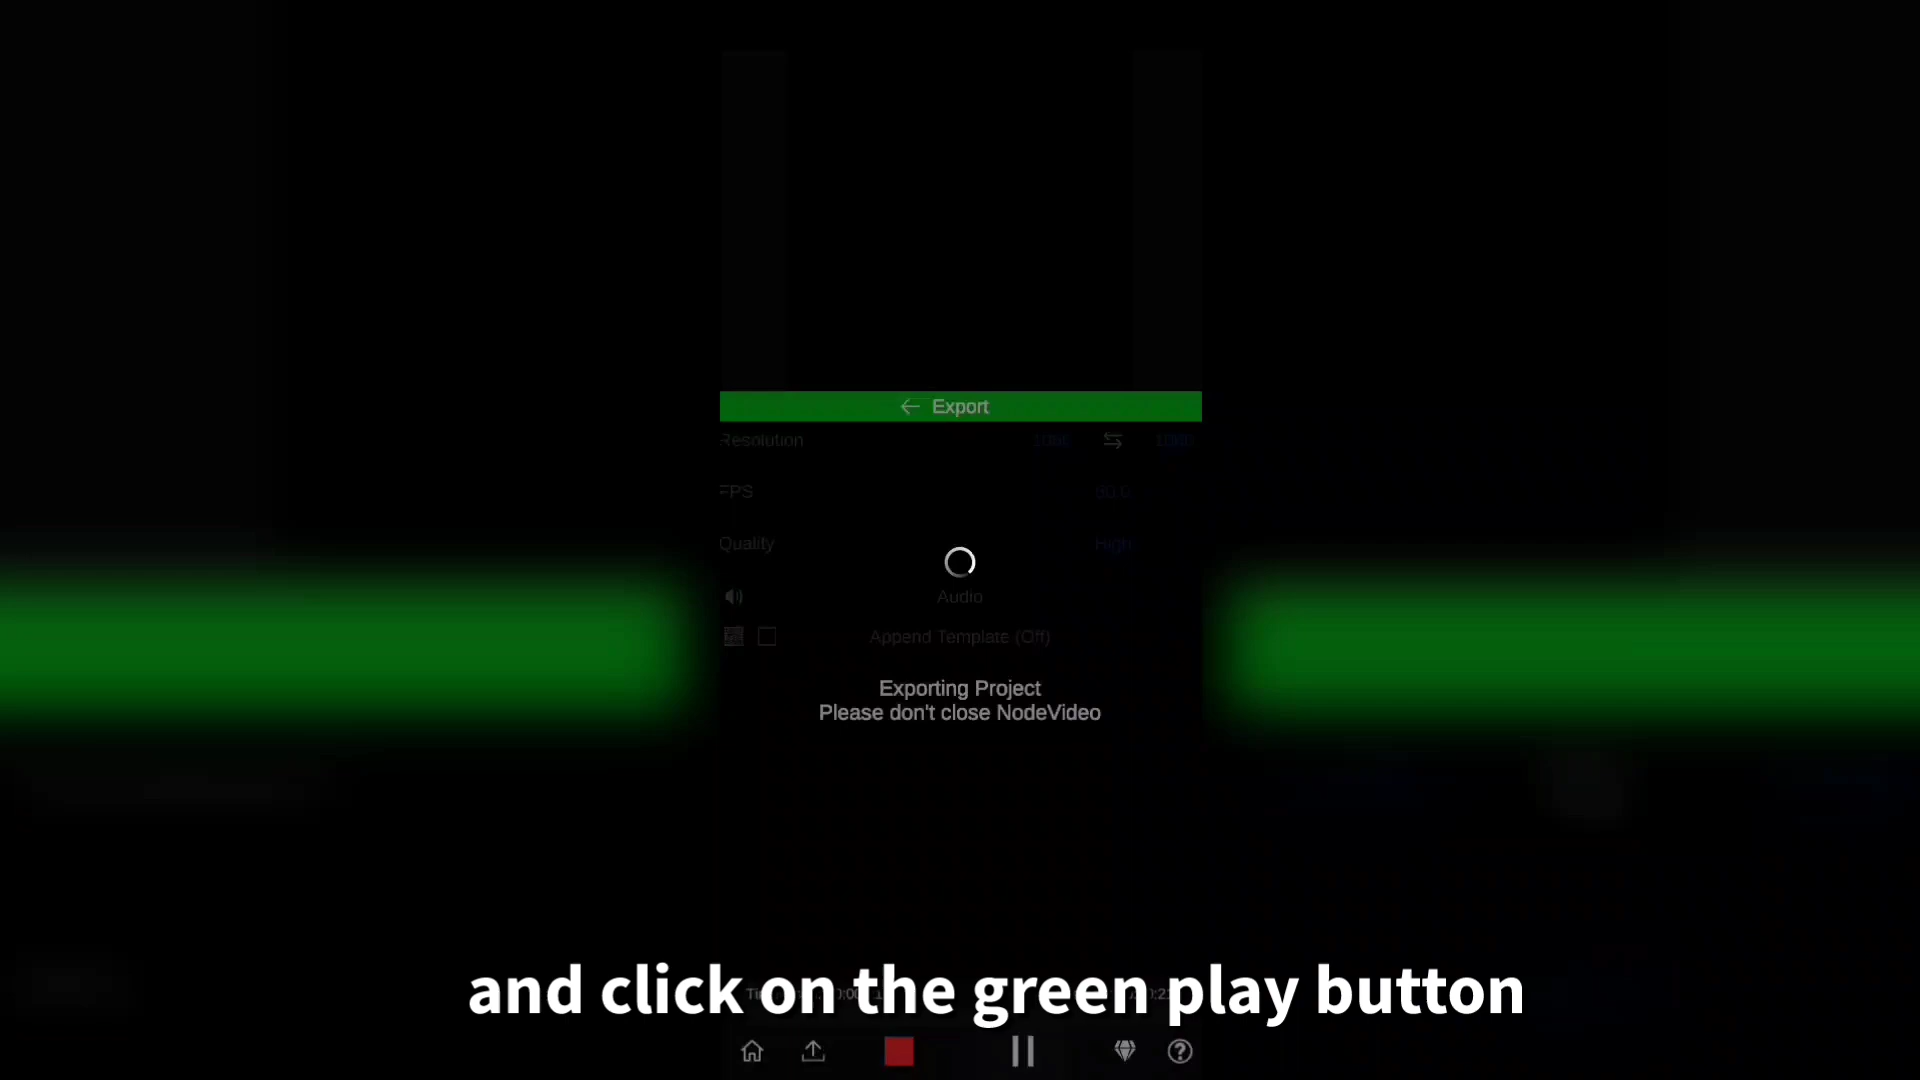 Export
Resolution
FPS
Quality
High
Audio
Append Template (Off)
Exporting Project
Please don't close NodeVideo
and click on the green play button